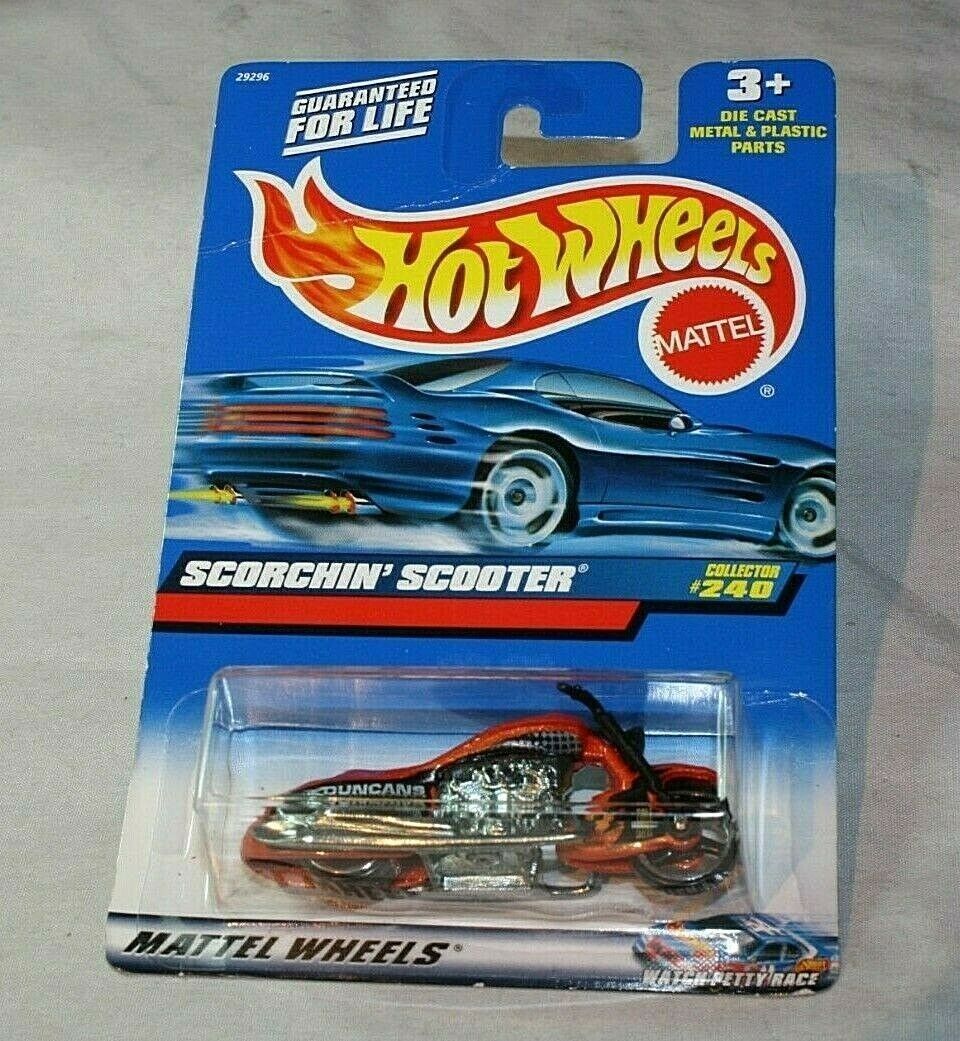 29296
GUARANTEED
FOR LIFE
3+
DIE CAST
METAL & PLASTIC
PARTS
HOT WHEELS
MATTEL
®
SCORCHIN' SCOOTER®
COLLECTOR
#240
DUNCANS
MATTEL WHEELS®
WATCH PETTY RACE